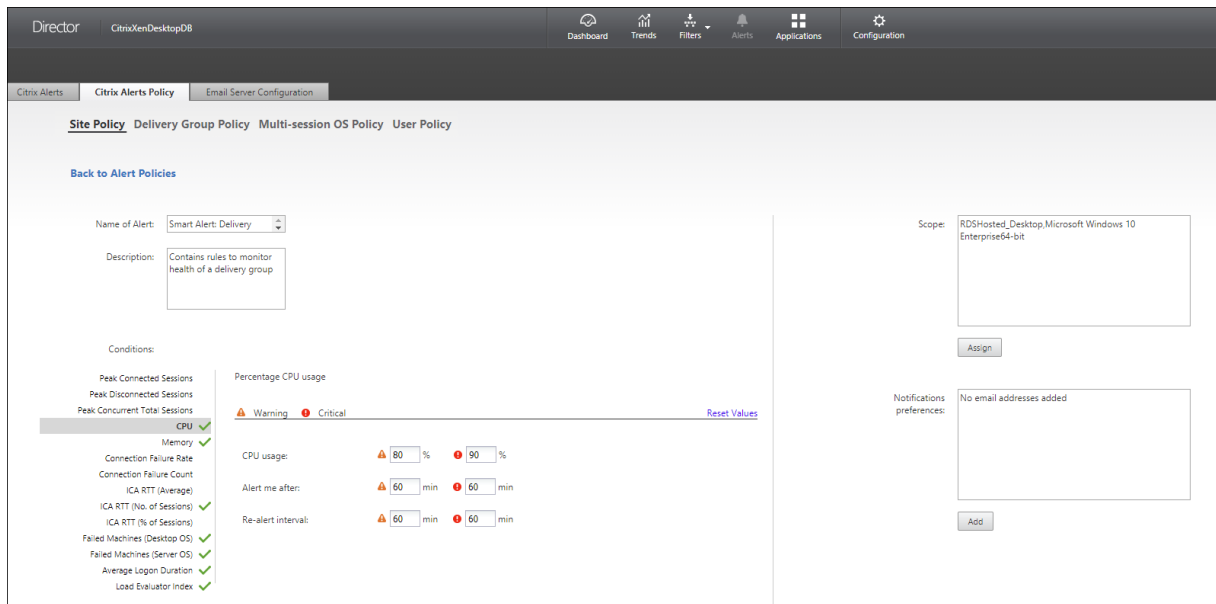 Director CitrixXenDesktopDB
Dashboard Trends Filters Alerts Applications Configuration
Citrix Alerts Citrix Alerts Policy Email Server Configuration
Site Policy Delivery Group Policy Multi-session OS Policy User Policy
Back to Alert Policies
Name of Alert: Smart Alert: Delivery
Description: Contains rules to monitor
health of a delivery group
Conditions:
Peak Connected Sessions
Peak Disconnected Sessions
Peak Concurrent Total Sessions
CPU
Memory
Connection Failure Rate
Connection Failure Count
ICA RTT (Average)
ICA RTT (No. of Sessions)
ICA RTT (% of Sessions)
Failed Machines (Desktop OS)
Failed Machines (Server OS)
Average Logon Duration
Load Evaluator Index
Percentage CPU usage
Warning Critical Reset Values
CPU usage: 80 % 90 %
Alert me after: 60 min 60 min
Re-alert interval: 60 min 60 min
Scope: RDSHosted_Desktop,Microsoft Windows 10
Enterprise64-bit
Assign
Notifications
preferences:
No email addresses added
Add